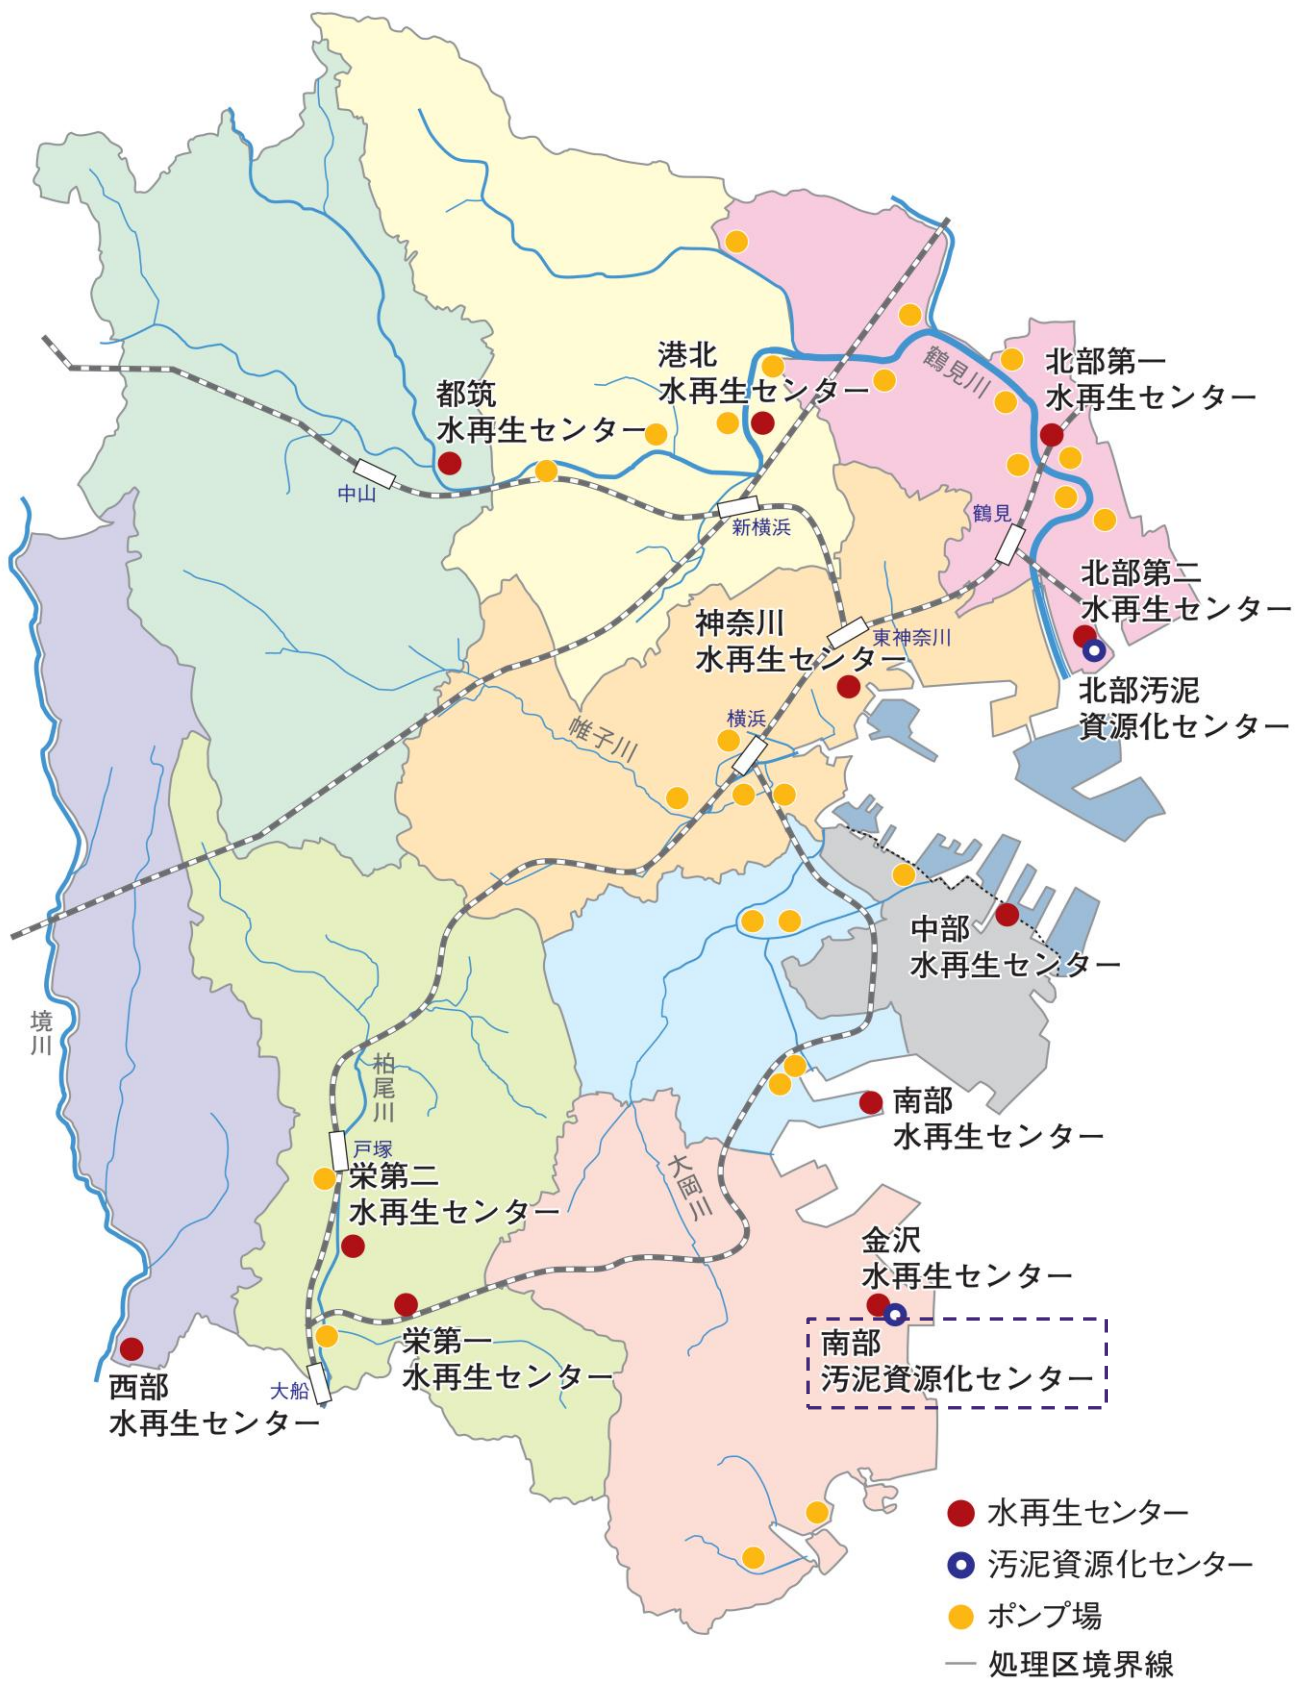 港北
水再生センター
鶴見川
北部第一
水再生センター
都筑
水再生センター
中山
新横浜
鶴見
北部第二
水再生センター
神奈川
水再生センター
東神奈川
北部汚泥
資源化センター
横浜
帷子川
中部
水再生センター
境川
柏尾川
南部
水再生センター
戸塚
栄第二
水再生センター
大岡川
金沢
水再生センター
南部
汚泥資源化センター
栄第一
水再生センター
大船
西部
水再生センター
水再生センター
汚泥資源化センター
ポンプ場
処理区境界線